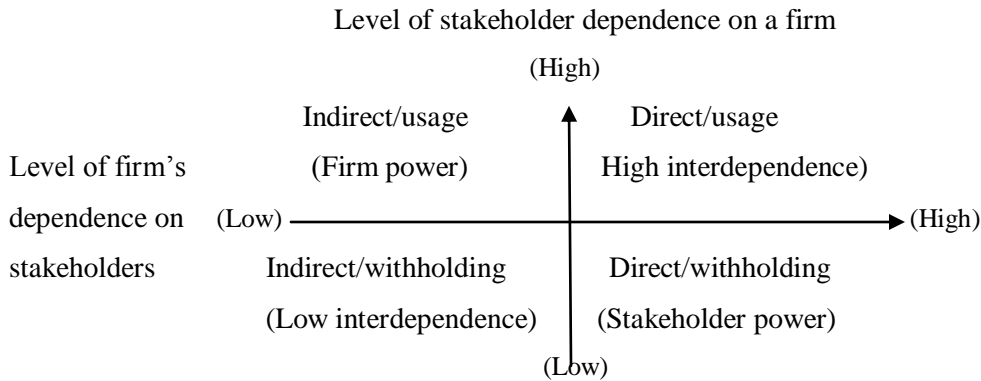 Level of stakeholder dependence on a firm
(High)
Indirect/usage Direct/usage
Level of firm’s (Firm power) High interdependence)
dependence on (Low) (High)
stakeholders Indirect/withholding Direct/withholding
(Low interdependence) (Stakeholder power)
(Low)